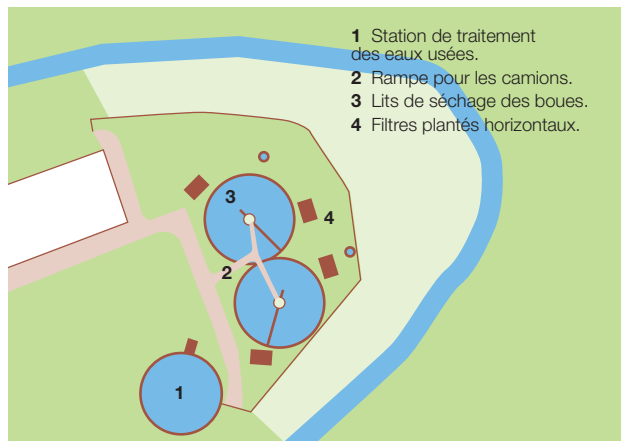 1 Station de traitement
des eaux usées.
2 Rampe pour les camions.
3 Lits de séchage des boues.
4 Filtres plantés horizontaux.
3
4
2
1